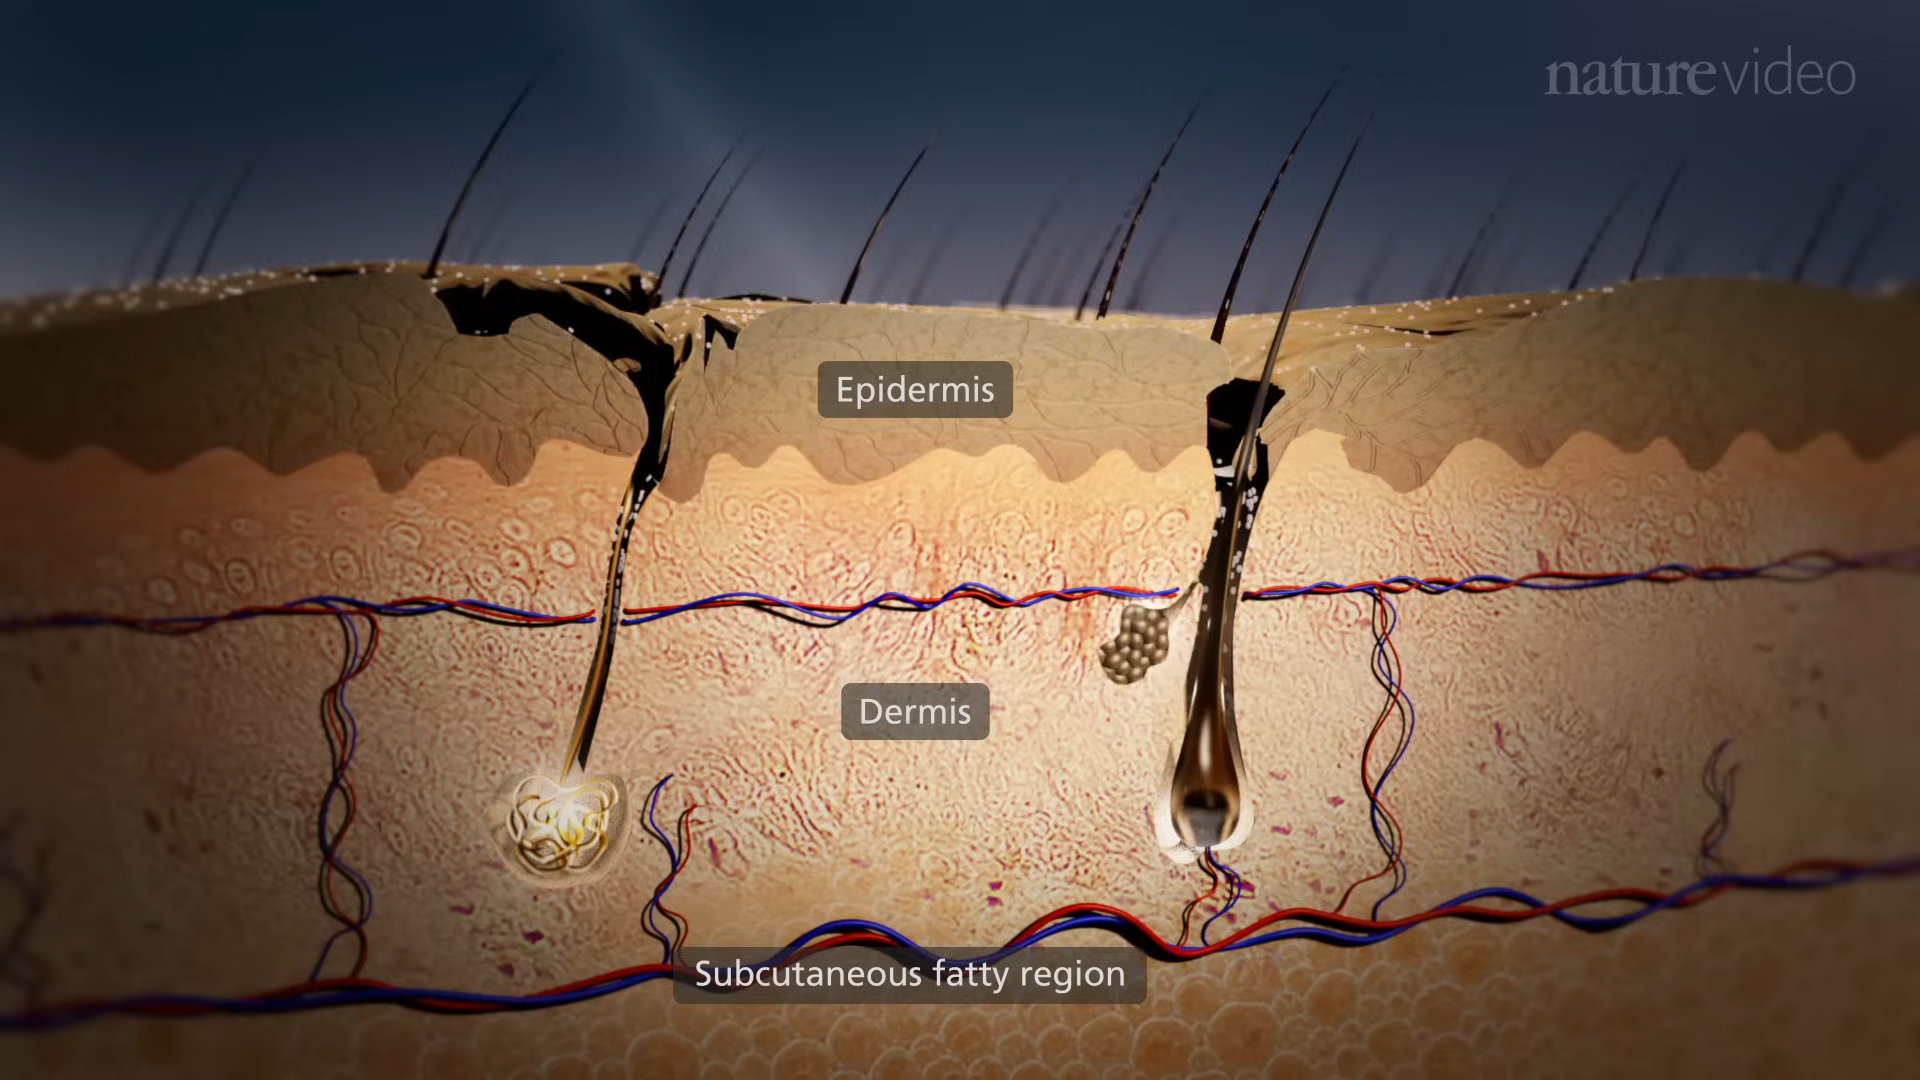 naturevideo
Epidermis
Dermis
Subcutaneous fatty region